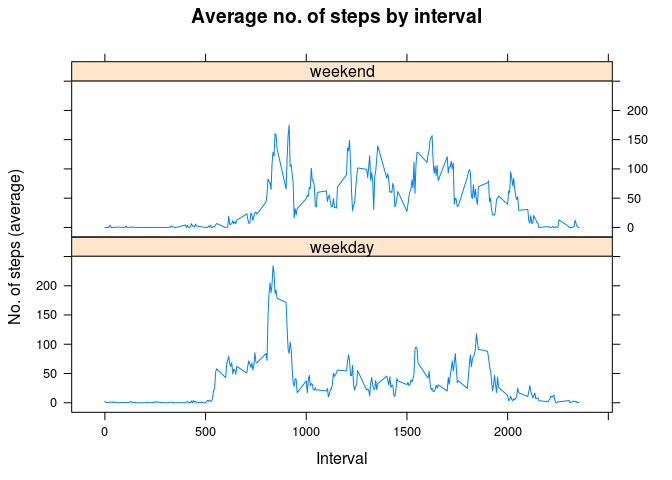 Average no. of steps by interval
weekend
200
150
100
50
0
weekday
200
150
100
50
0
No. of steps (average)
0 500 1000 1500 2000
Interval